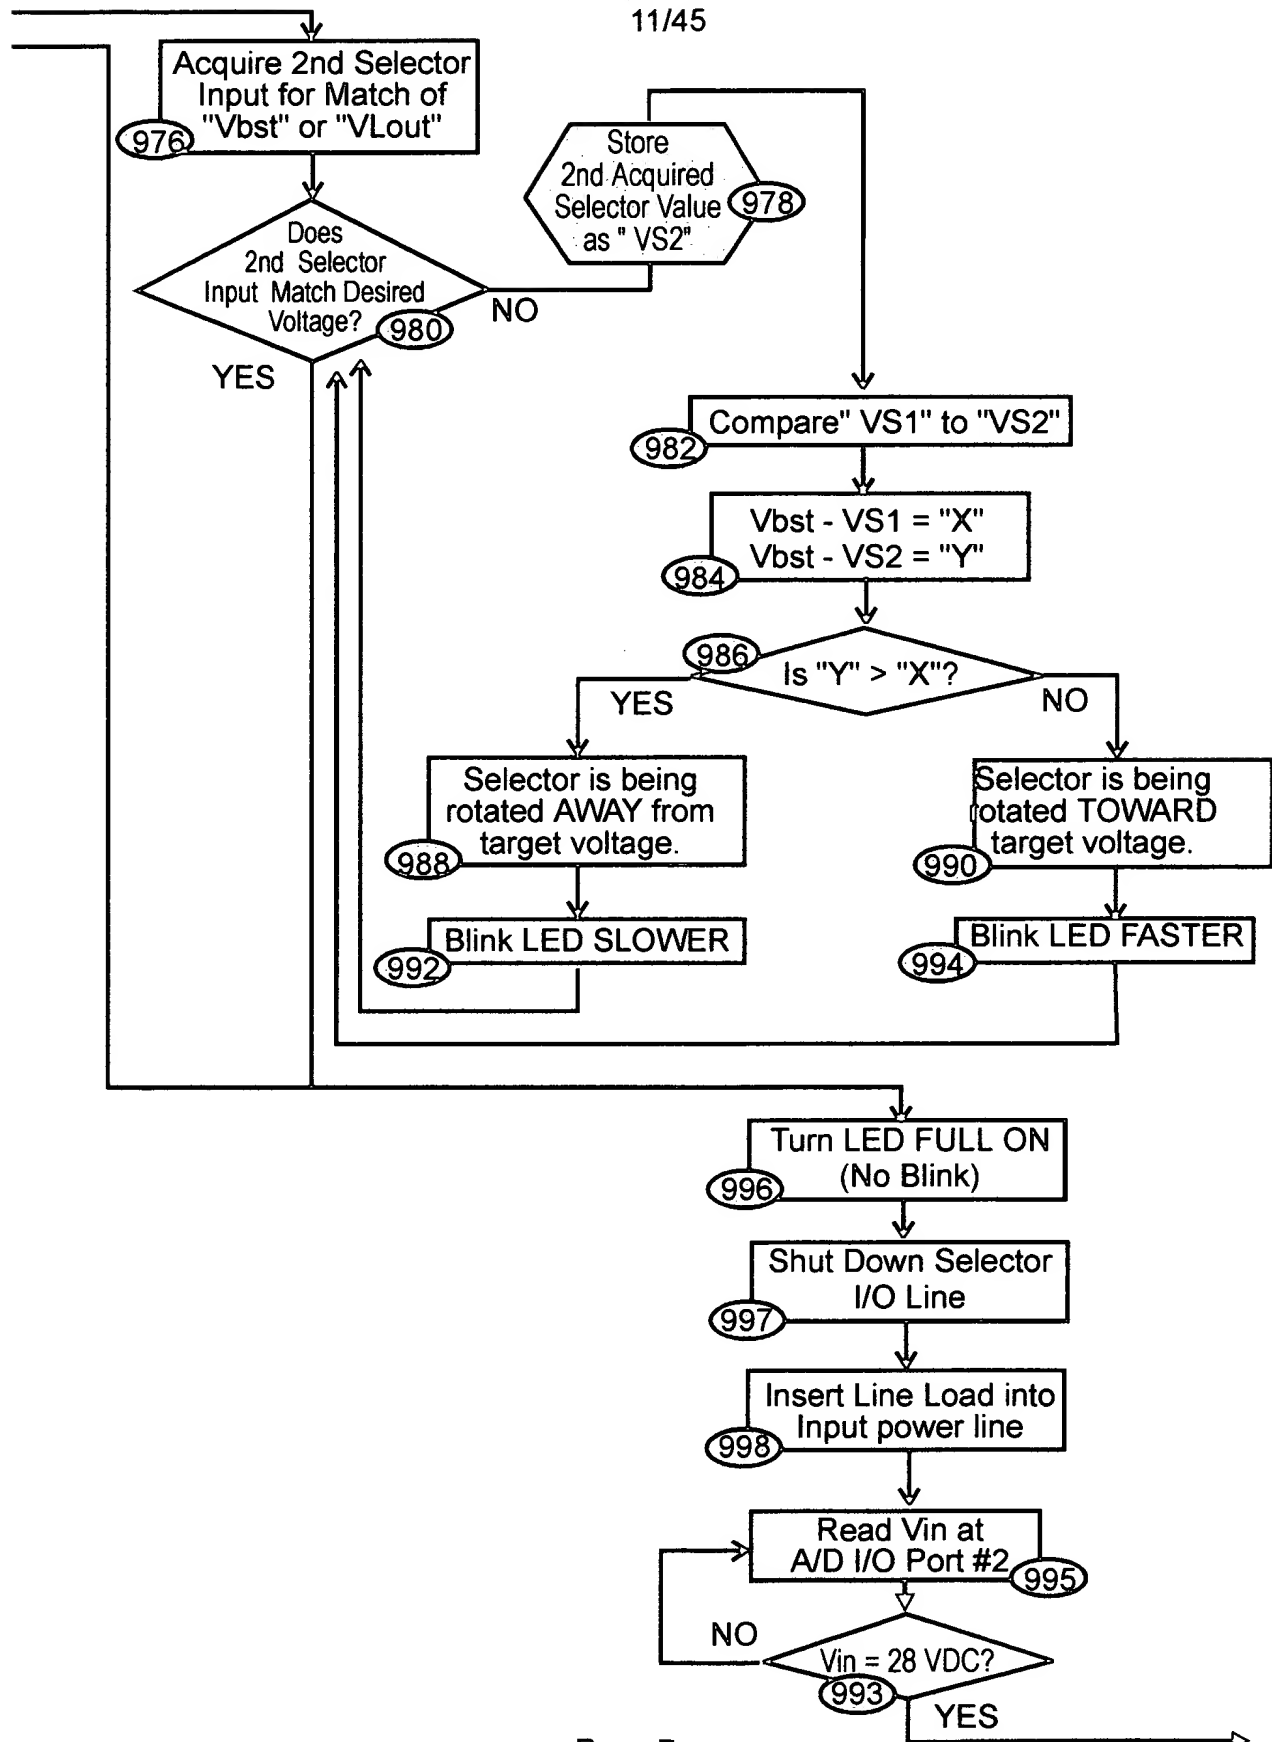 11/45
Acquire 2nd Selector
Input for Match of
"Vbst" or "VLout"
976
Store
2nd Acquired
Selector Value
as " VS2"
978
Does
2nd Selector
Input Match Desired
Voltage?
980
NO
YES
Compare" VS1" to "VS2"
982
Vbst - VS1 = "X"
Vbst - VS2 = "Y"
984
986
Is "Y" > "X"?
YES
NO
Selector is being
rotated AWAY from
target voltage.
988
Selector is being
otated TOWARD
target voltage.
990
Blink LED SLOWER
992
Blink LED FASTER
994
Turn LED FULL ON
(No Blink)
996
Shut Down Selector
I/O Line
997
Insert Line Load into
Input power line
998
Read Vin at
A/D I/O Port #2
995
NO
Vin = 28 VDC?
993
YES